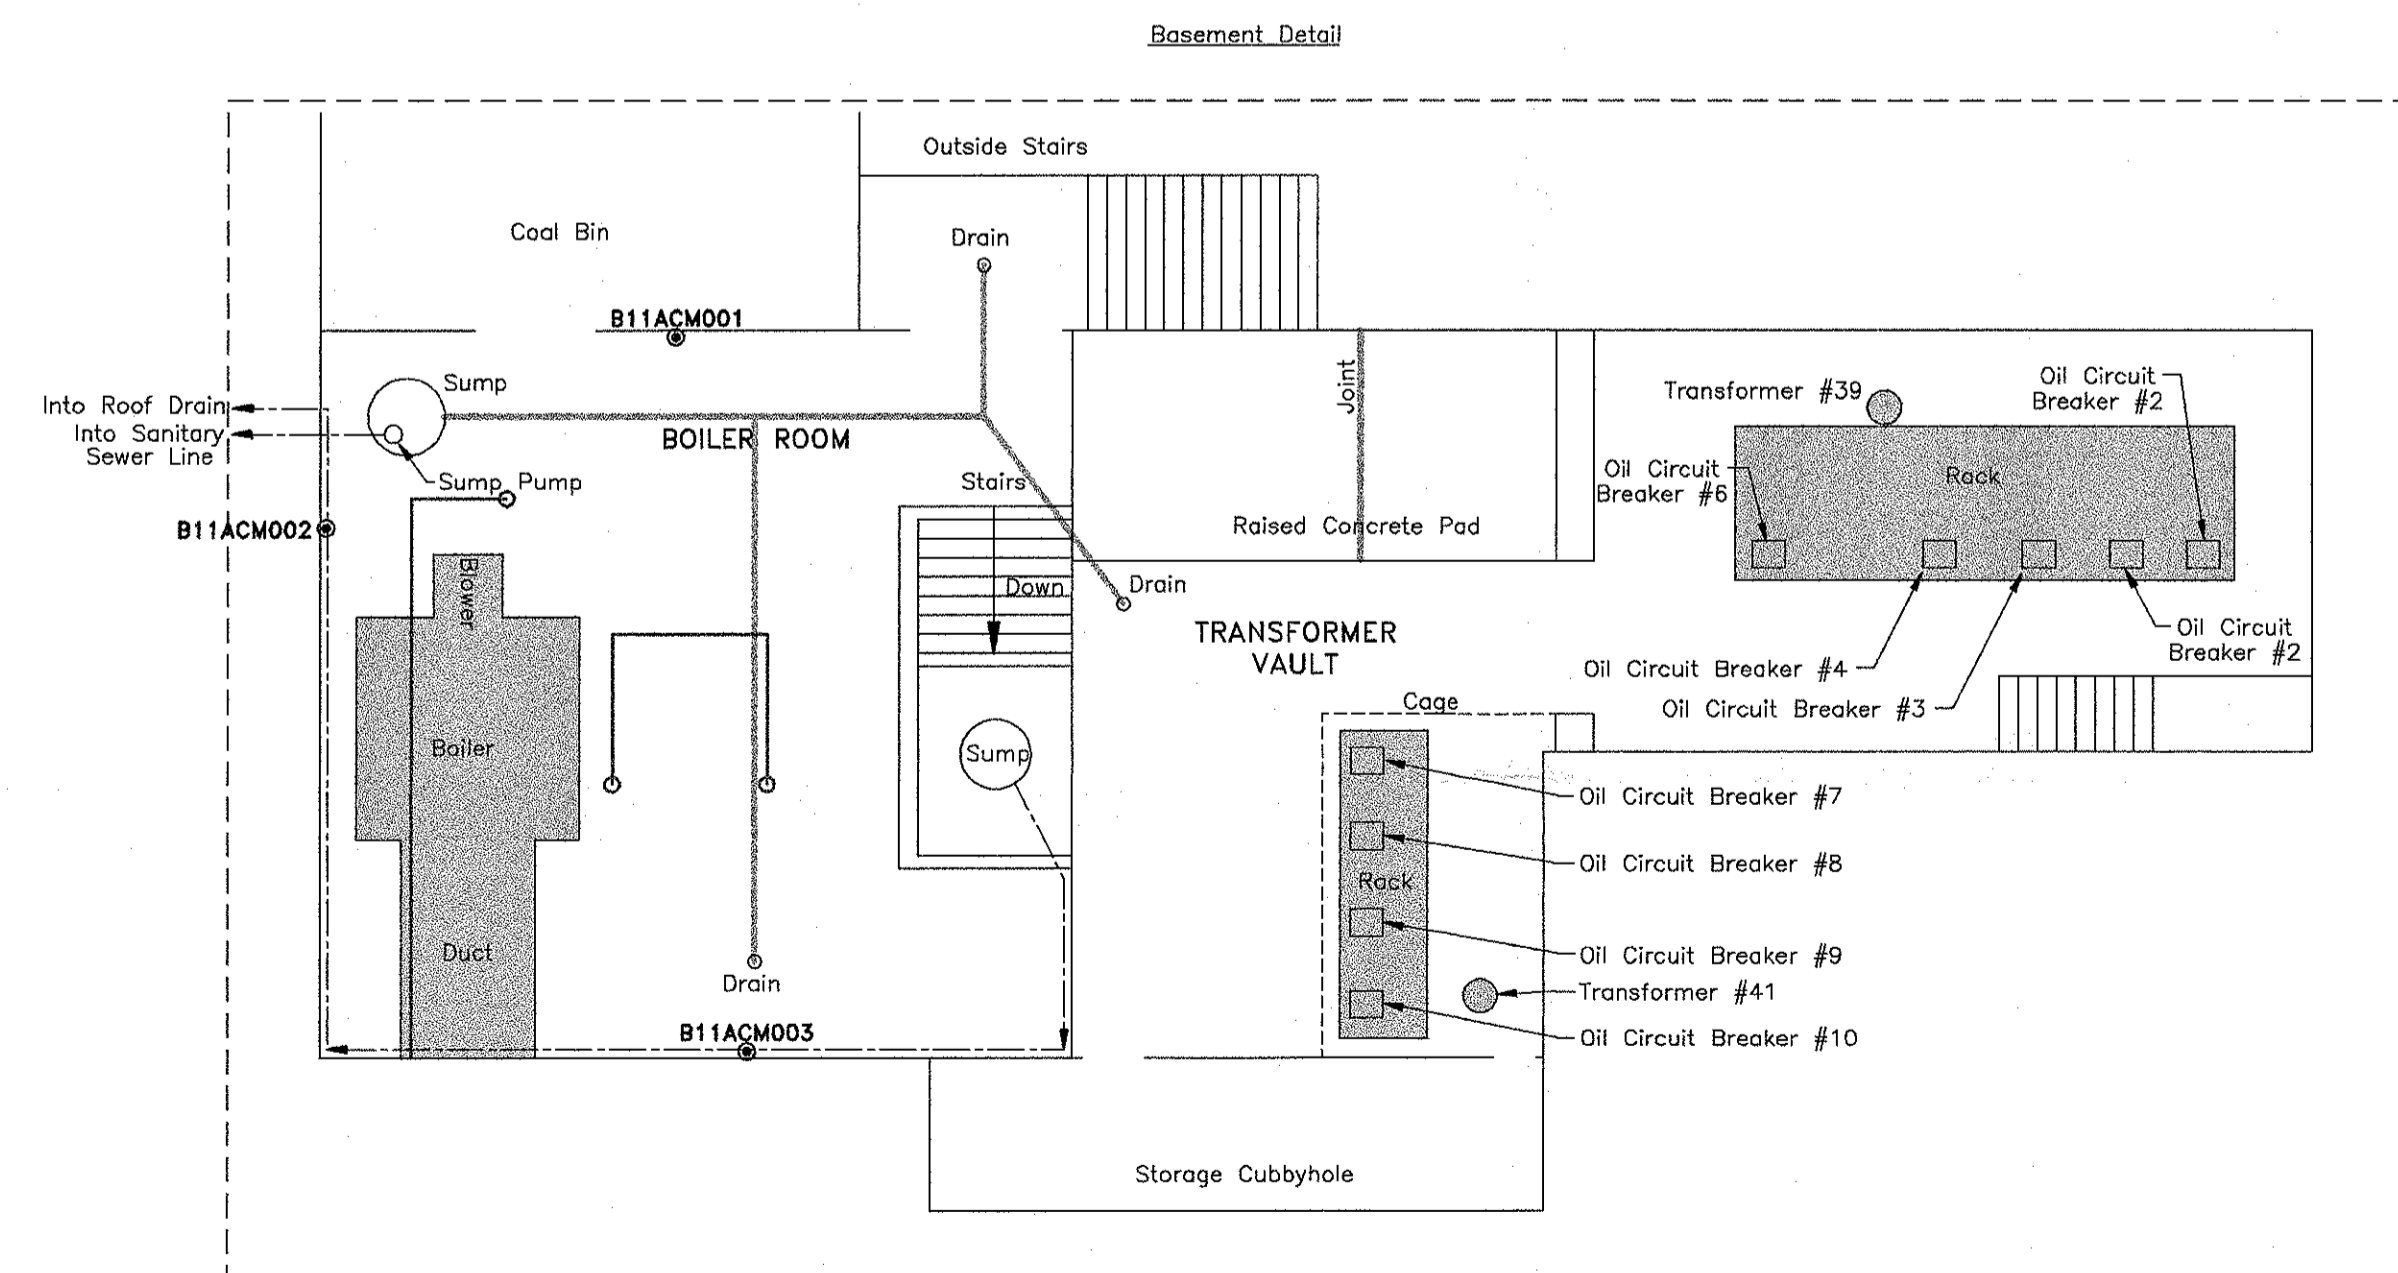 Basement Detail
Outside Stairs
Coal Bin
Drain
B11ACM001
Sump
Into Roof Drain
Into Sanitary
Sewer Line
BOILER ROOM
Sump Pump
B11ACM002
Stairs
Joint
Raised Concrete Pad
Transformer #39
Oil Circuit
Breaker #2
Oil Circuit
Breaker #6
Rack
Blower
Down
Drain
TRANSFORMER
VAULT
Oil Circuit
Breaker #2
Oil Circuit Breaker #4
Oil Circuit Breaker #3
Cage
Boiler
Sump
Oil Circuit Breaker #7
Oil Circuit Breaker #8
Rack
Duct
Drain
Oil Circuit Breaker #9
Transformer #41
B11ACM003
Oil Circuit Breaker #10
Storage Cubbyhole